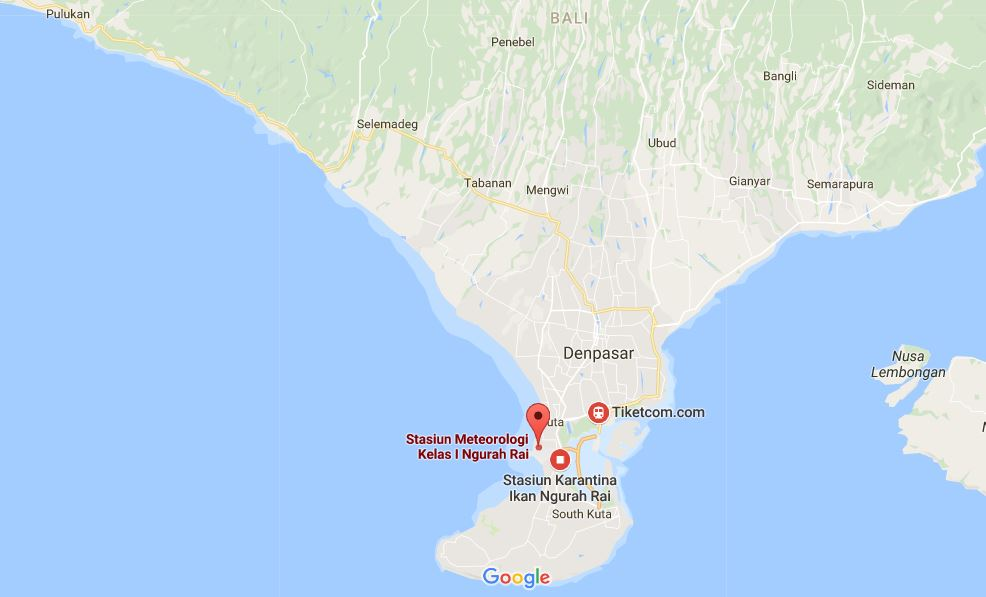 Pulukan
BALI
Penebel
Bangli
Sideman
Selemadeg
Ubud
Tabanan
Mengwi
Gianyar
Semarapura
Denpasar
Nusa
Lembongan
Tiketcom.com
uta
Stasiun Meteorologi
Kelas I Ngurah Rai
Stasiun Karantina
Ikan Ngurah Rai
South Kuta
Google